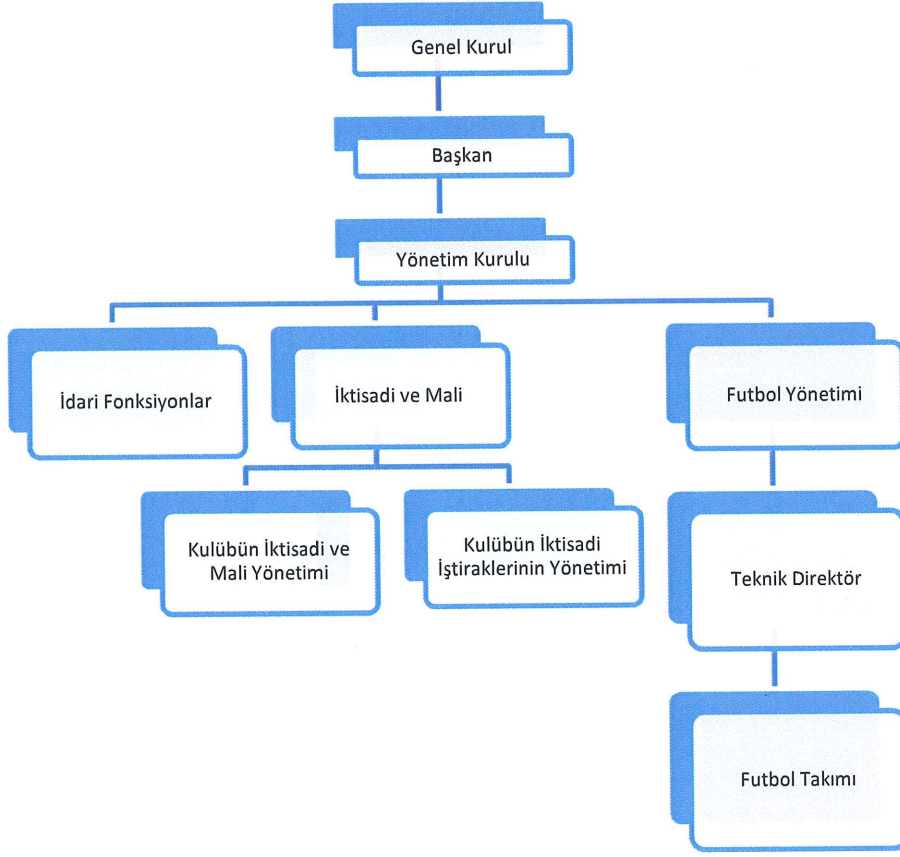 Genel Kurul
Başkan
Yönetim Kurulu
İdari Fonksiyonlar
İktisadi ve Mali
Futbol Yönetimi
Kulübün İktisadi ve
Mali Yönetimi
Kulübün İktisadi
İştiraklerinin Yönetimi
Teknik Direktör
Futbol Takımı